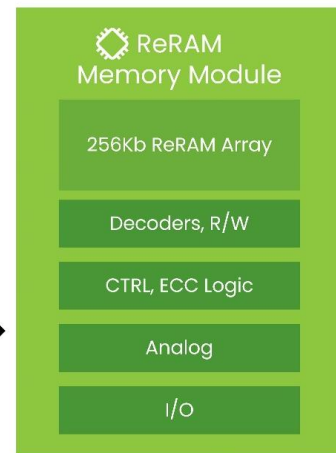 ReRAM
Memory Module
256Kb ReRAM Array
Decoders, R/W
CTRL, ECC Logic
Analog
I/O